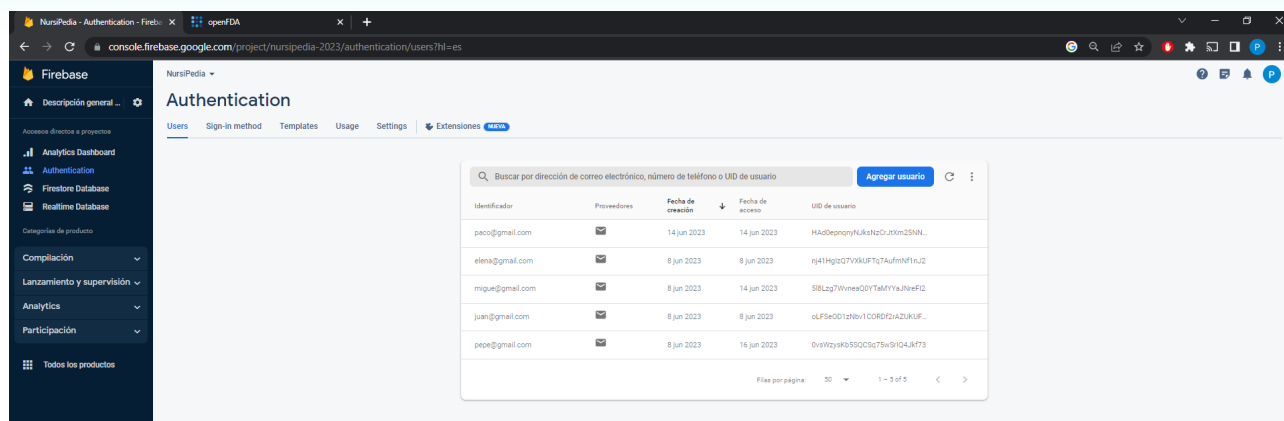 NursiPedia - Authentication - Fireba
openFDA
console.firebase.google.com/project/nursipedia-2023/authentication/users?hl=es
P
Firebase
NursiPedia
P
Descripción general ...
Authentication
Users Sign-in method Templates Usage Settings Extensiones NUEVA
Accesos directos a proyectos
Analytics Dashboard
Authentication
Firestore Database
Realtime Database
Categorías de producto
Compilación
Lanzamiento y supervisión
Analytics
Participación
Todos los productos
Buscar por dirección de correo electrónico, número de teléfono o UID de usuario Agregar usuario
Identificador Proveedores Fecha de creación Fecha de acceso UID de usuario
paco@gmail.com 14 jun 2023 14 jun 2023
elena@gmail.com 8 jun 2023 8 jun 2023
migue@gmail.com 8 jun 2023 14 jun 2023
juan@gmail.com 8 jun 2023 8 jun 2023
pepe@gmail.com 8 jun 2023 16 jun 2023
Filas por página: 50 1 – 5 of 5